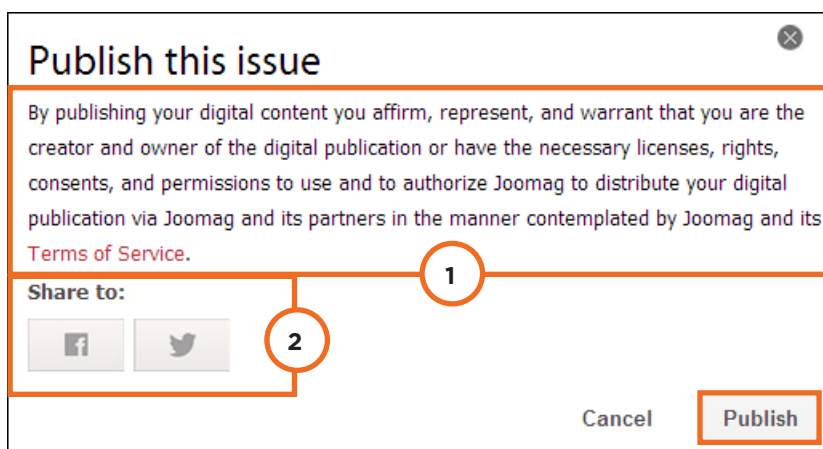 Publish this issue
By publishing your digital content you affirm, represent, and warrant that you are the
creator and owner of the digital publication or have the necessary licenses, rights,
consents, and permissions to use and to authorize Joomag to distribute your digital
publication via Joomag and its partners in the manner contemplated by Joomag and its
Terms of Service.
1
Share to:
2
Cancel Publish